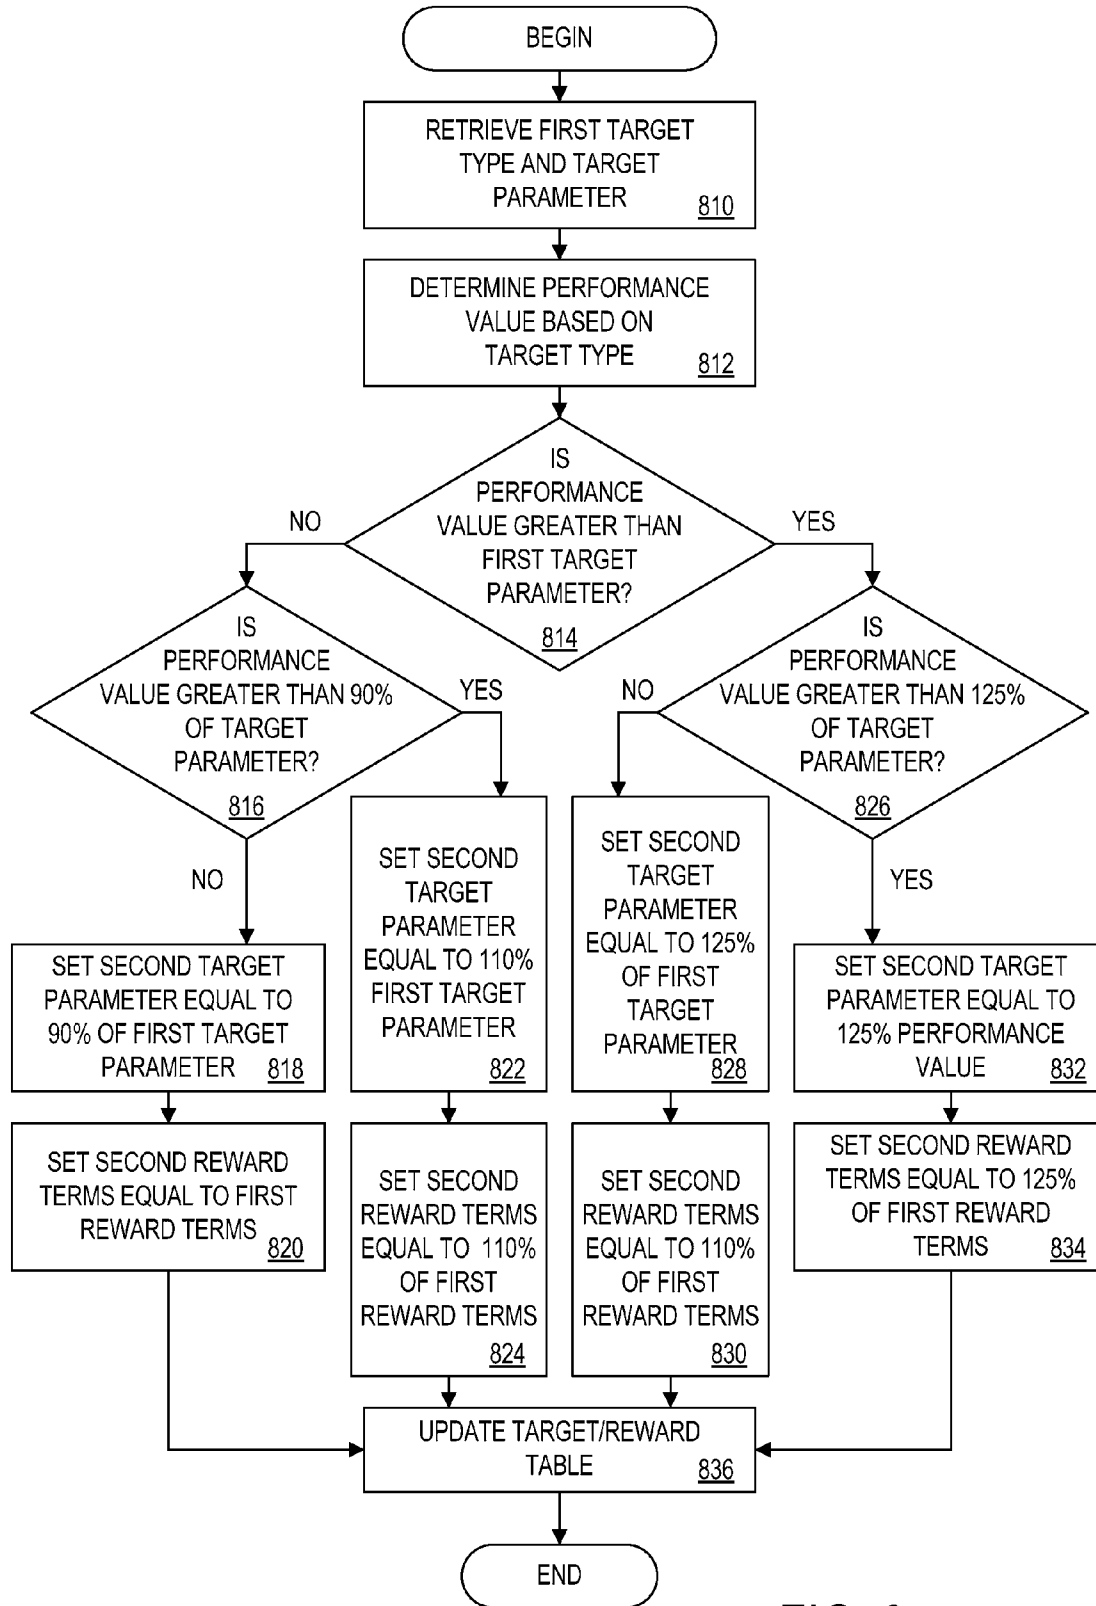 BEGIN
RETRIEVE FIRST TARGET
TYPE AND TARGET
PARAMETER
810
DETERMINE PERFORMANCE
VALUE BASED ON
TARGET TYPE
812
IS
PERFORMANCE
VALUE GREATER THAN
FIRST TARGET
PARAMETER?
814
NO
YES
IS
PERFORMANCE
VALUE GREATER THAN 90%
OF TARGET
PARAMETER?
816
YES
NO
IS
PERFORMANCE
VALUE GREATER THAN 125%
OF TARGET
PARAMETER?
826
NO
YES
SET SECOND TARGET
PARAMETER EQUAL TO
90% OF FIRST TARGET
PARAMETER
818
SET SECOND
TARGET
PARAMETER
EQUAL TO 110%
FIRST TARGET
PARAMETER
822
SET SECOND
TARGET
PARAMETER
EQUAL TO 125%
OF FIRST
TARGET
PARAMETER
828
SET SECOND TARGET
PARAMETER EQUAL TO
125% PERFORMANCE
VALUE
832
SET SECOND REWARD
TERMS EQUAL TO FIRST
REWARD TERMS
820
SET SECOND
REWARD TERMS
EQUAL TO 110%
OF FIRST
REWARD TERMS
824
SET SECOND
REWARD TERMS
EQUAL TO 110%
OF FIRST
REWARD TERMS
830
SET SECOND REWARD
TERMS EQUAL TO 125%
OF FIRST REWARD
TERMS
834
UPDATE TARGET/REWARD
TABLE
836
END